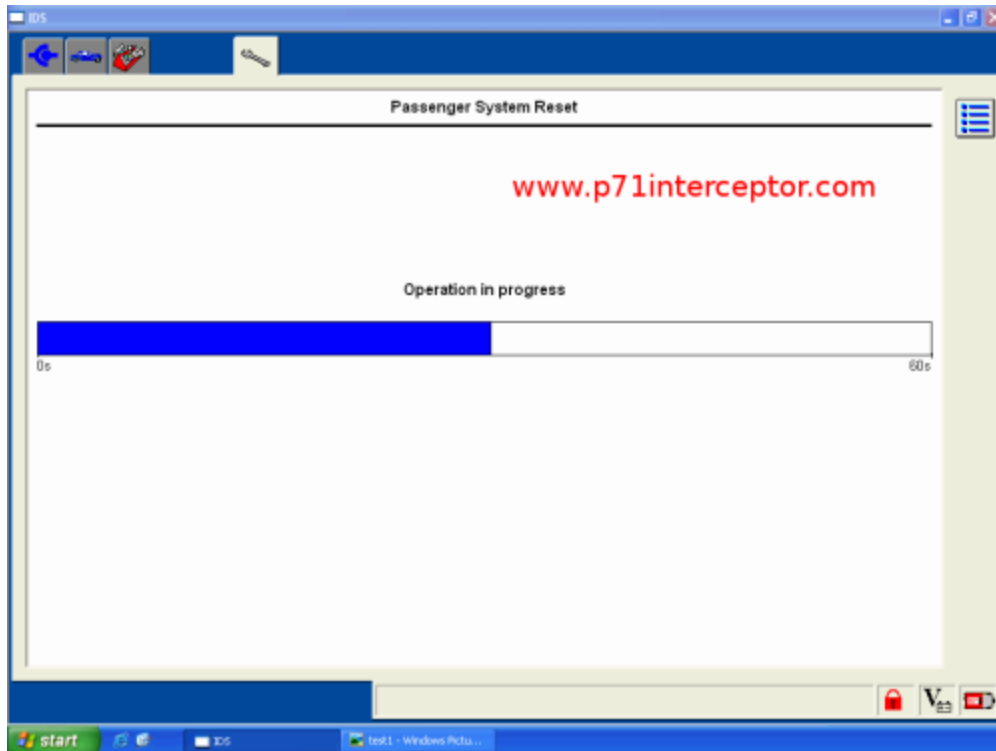 IDS
Passenger System Reset
www.p71interceptor.com
Operation in progress
0s
60s
V
start
IDS
test1 - Windows Pictu...